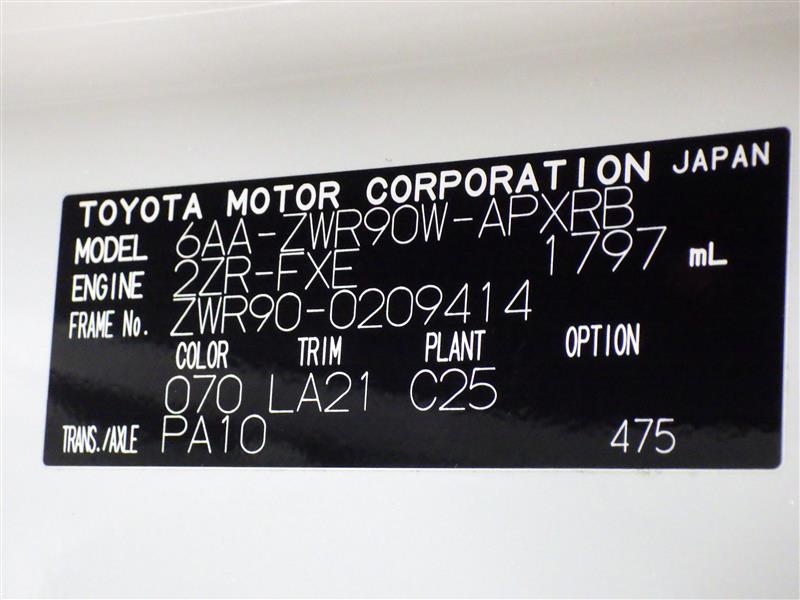 TOYOTA MOTOR CORPORATION JAPAN
MODEL 6AA-ZWR90W-APXRB
ENGINE 2ZR-FXE 1797 mL
FRAME No. ZWR90-0209414
COLOR TRIM PLANT OPTION
070 LA21 C25
TRANS./AXLE PA10 475